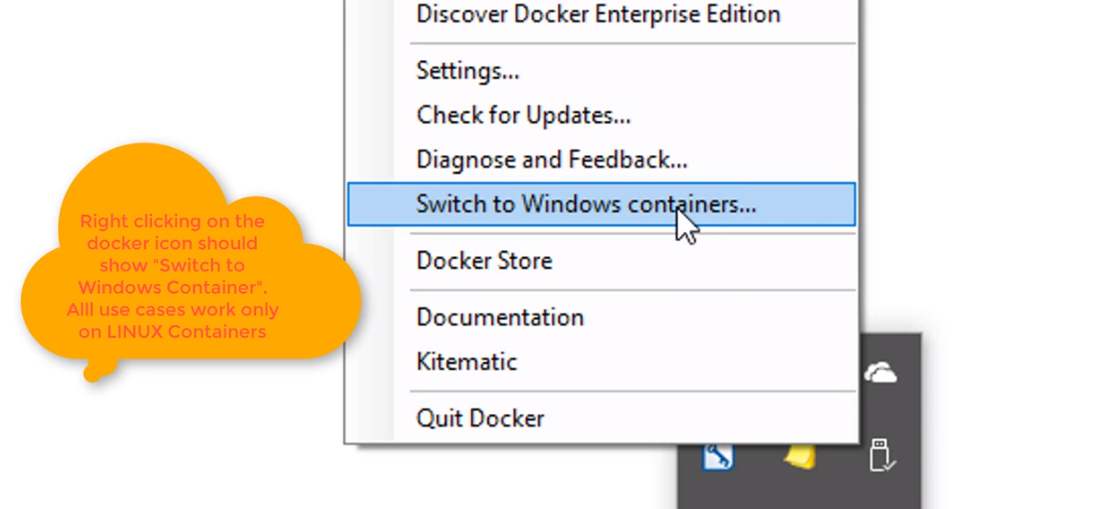 Discover Docker Enterprise Edition
Settings...
Check for Updates...
Diagnose and Feedback...
Switch to Windows containers...
Docker Store
Documentation
Kitematic
Quit Docker
Right clicking on the
docker icon should
show "Switch to
Windows Container".
Alll use cases work only
on LINUX Containers